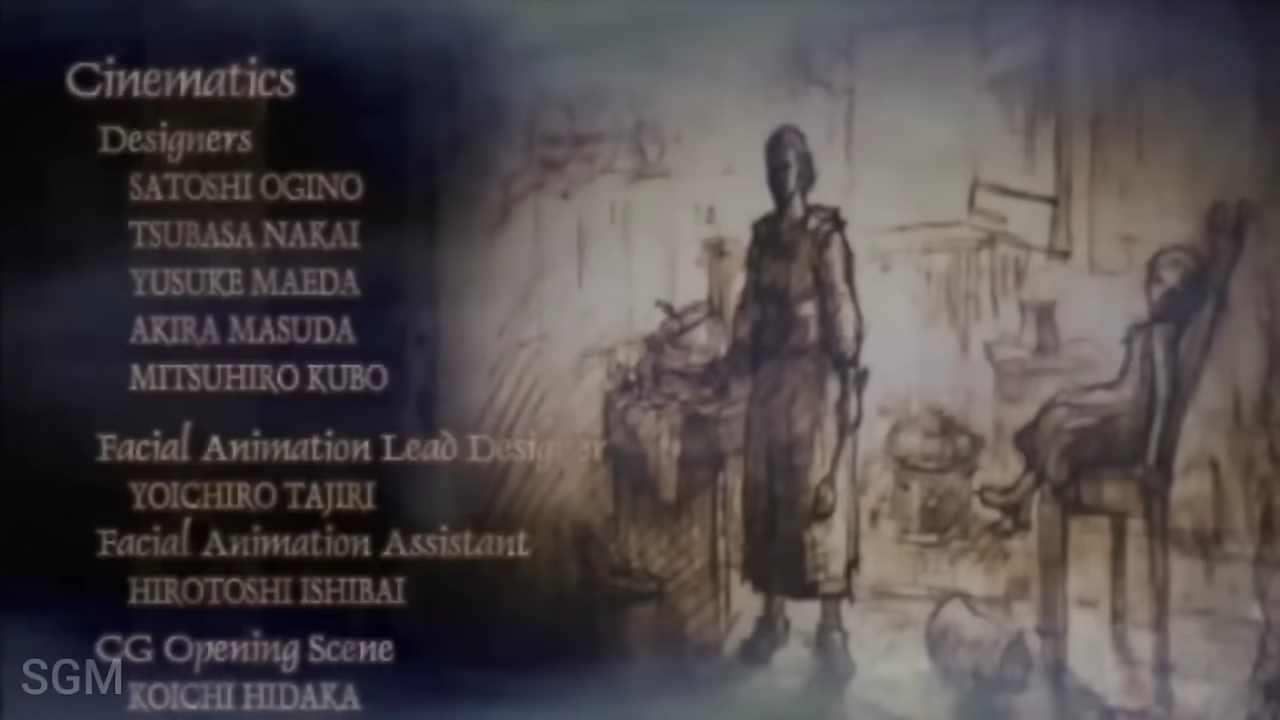 Cinematics
Designers
SATOSHI OGINO
TSUBASA NAKAI
YUSUKE MAEDA
AKIRA MASUDA
MITSUHIRO KUBO
Facial Animation Lead Designer
YOICHIRO TAJIRI
Facial Animation Assistant
HIROTOSHI ISHIBAI
CG Opening Scene
SGM
KOICHI HIDAKA